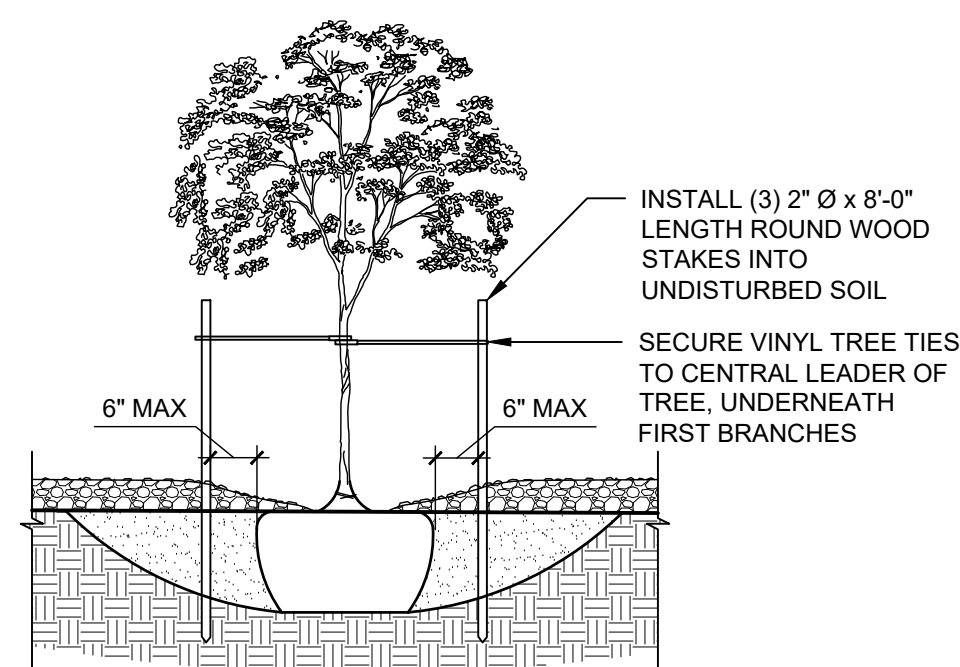 INSTALL (3) 2" Ø x 8'-0"
LENGTH ROUND WOOD
STAKES INTO
UNDISTURBED SOIL
SECURE VINYL TREE TIES
TO CENTRAL LEADER OF
TREE, UNDERNEATH
FIRST BRANCHES
6" MAX
6" MAX